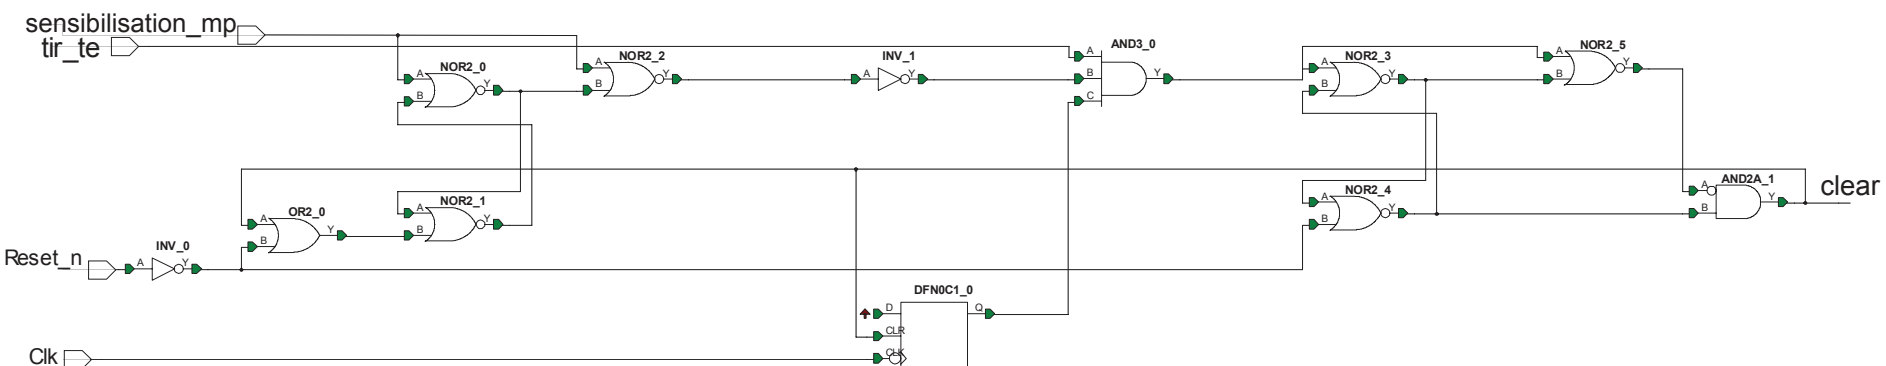 sensibilisation_mp
tir_te
NOR2_0
A
B
Y
NOR2_2
A
B
Y
INV_1
A
Y
AND3_0
A
B
C
Y
NOR2_3
A
B
Y
NOR2_5
A
B
Y
OR2_0
A
B
Y
NOR2_1
A
B
Y
NOR2_4
A
B
Y
AND2A_1
A
B
Y
clear
Reset_n
INV_0
A
Y
DFN0C1_0
D
Q
CLR
CLK
Clk